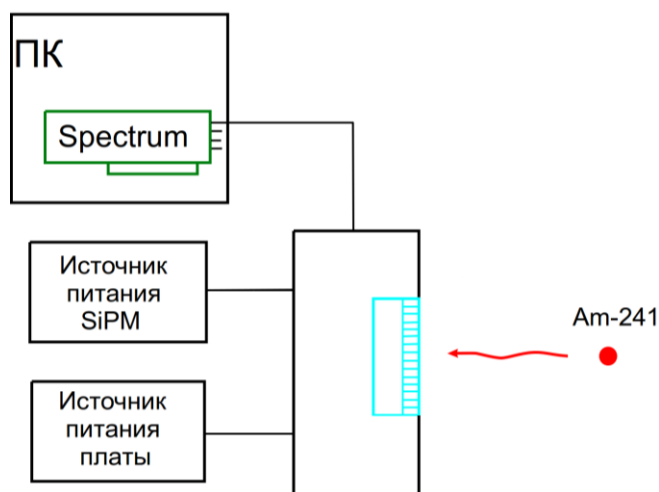 ПК
Spectrum
Источник
питания
SiPM
Am-241
Источник
питания
платы